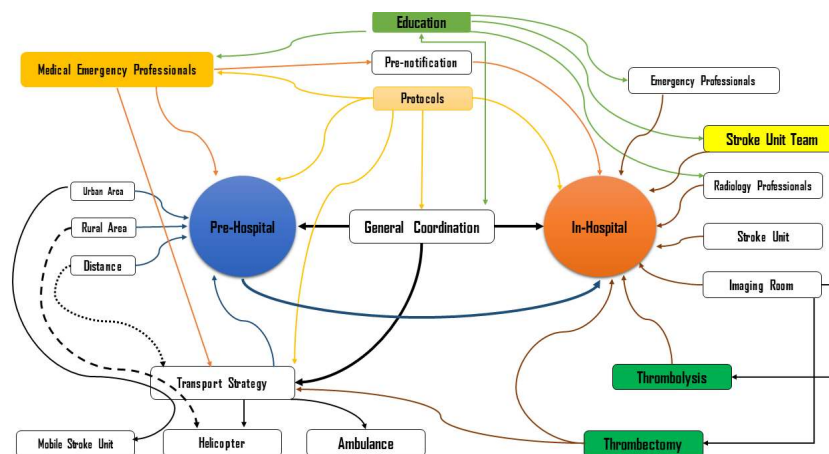 Education
Medical Emergency Professionals
Pre-notification
Emergency Professionals
Protocols
Stroke Unit Team
Urban Area
Radiology Professionals
Pre-Hospital
General Coordination
In-Hospital
Rural Area
Stroke Unit
Distance
Imaging Room
Transport Strategy
Thrombolysis
Mobile Stroke Unit
Helicopter
Ambulance
Thrombectomy